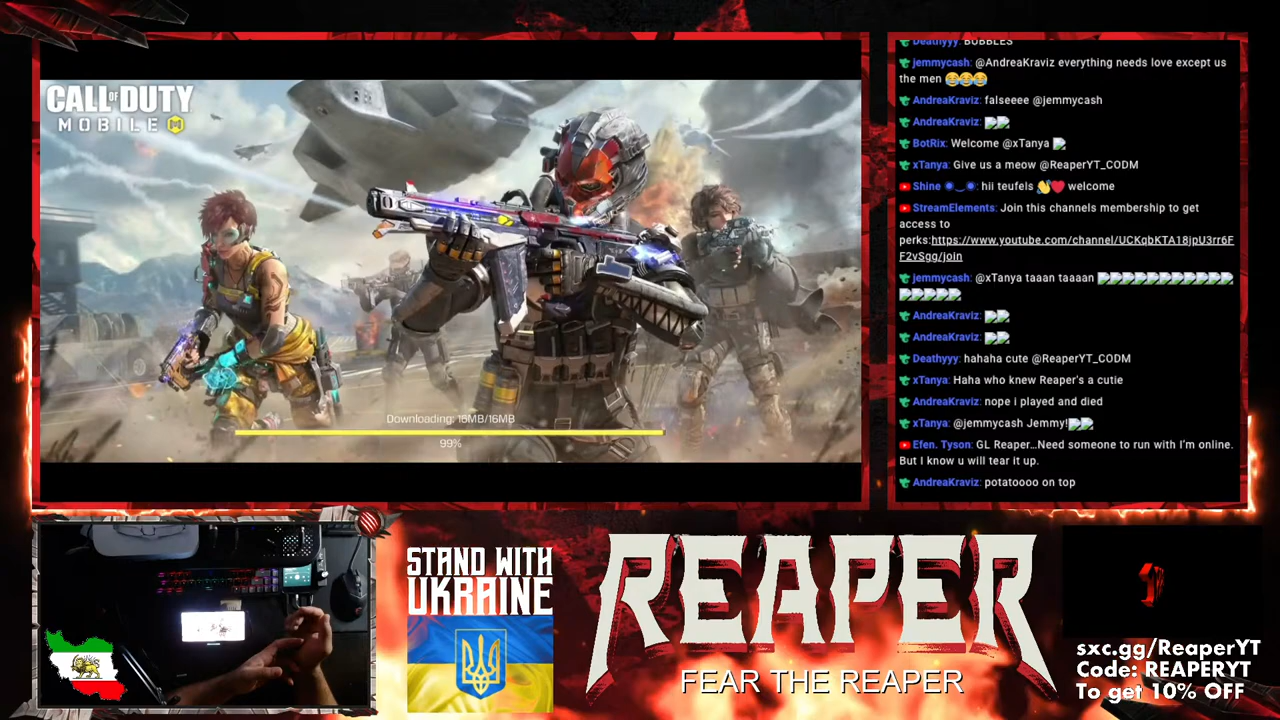 CALL OF DUTY
MOBILE
Downloading: 16MB/16MB
99%
Deathyyy: BUBBLES
jemmycash: @AndreaKraviz everything needs love except us
the men 😂😂😂
AndreaKraviz: falseeee @jemmycash
AndreaKraviz:
BotRix: Welcome @xTanya
xTanya: Give us a meow @ReaperYT_CODM
Shine ◉‿◉: hii teufels 👋❤️ welcome
StreamElements: Join this channels membership to get
access to
perks:https://www.youtube.com/channel/UCKqbKTA18jpU3rr6F
F2vSgg/join
jemmycash: @xTanya taaan taaaan
AndreaKraviz:
AndreaKraviz:
Deathyyy: hahaha cute @ReaperYT_CODM
xTanya: Haha who knew Reaper's a cutie
AndreaKraviz: nope i played and died
xTanya: @jemmycash Jemmy!
Efen. Tyson: GL Reaper…Need someone to run with I'm online.
But I know u will tear it up.
AndreaKraviz: potatoooo on top
STAND WITH
UKRAINE
REAPER
FEAR THE REAPER
sxc.gg/ReaperYT
Code: REAPERYT
To get 10% OFF